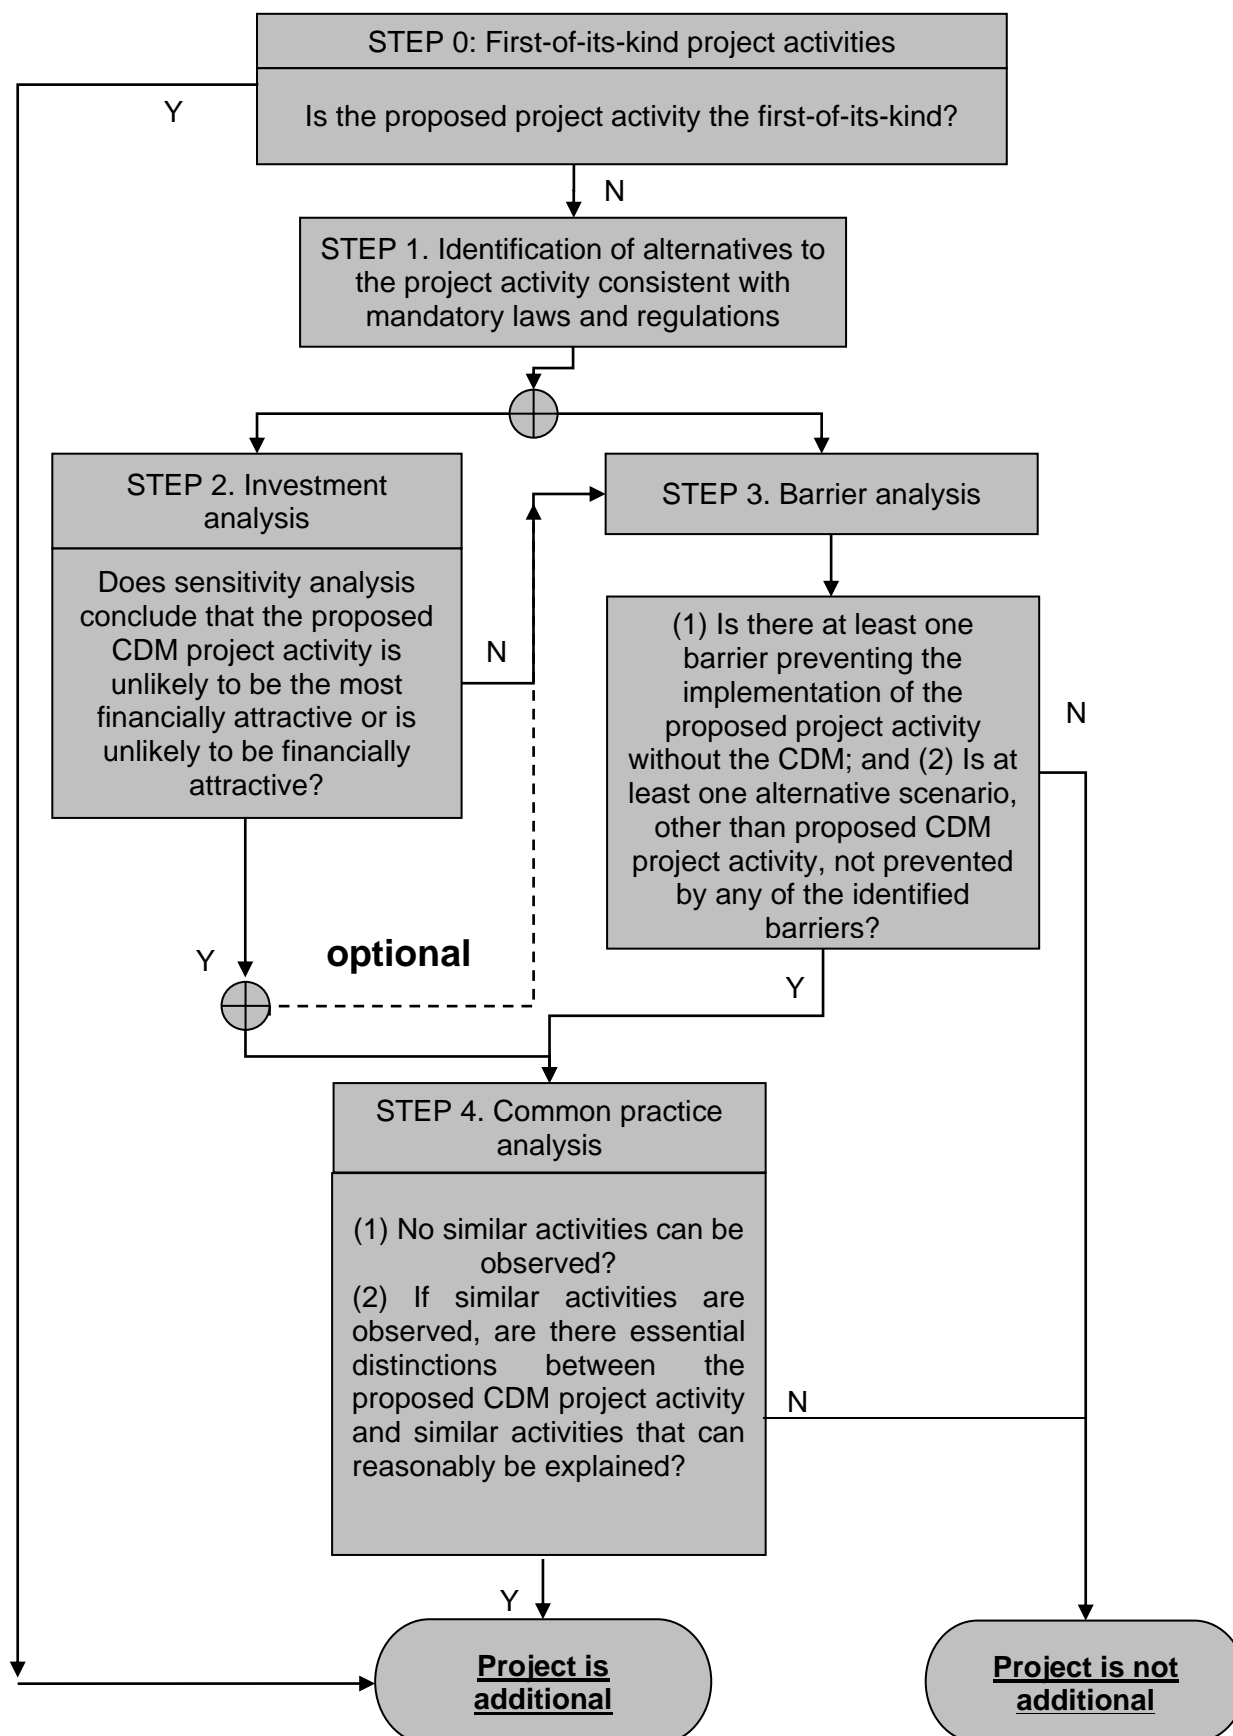 STEP 0: First-of-its-kind project activities
Y
Is the proposed project activity the first-of-its-kind?
N
STEP 1. Identification of alternatives to
the project activity consistent with
mandatory laws and regulations
STEP 2. Investment
analysis
Does sensitivity analysis
conclude that the proposed
CDM project activity is
unlikely to be the most
financially attractive or is
unlikely to be financially
attractive?
N
Y
optional
STEP 3. Barrier analysis
(1) Is there at least one
barrier preventing the
implementation of the
proposed project activity
without the CDM; and (2) Is at
least one alternative scenario,
other than proposed CDM
project activity, not prevented
by any of the identified
barriers?
N
Y
STEP 4. Common practice
analysis
(1) No similar activities can be
observed?
(2) If similar activities are
observed, are there essential
distinctions between the
proposed CDM project activity
and similar activities that can
reasonably be explained?
N
Y
Project is
additional
Project is not
additional